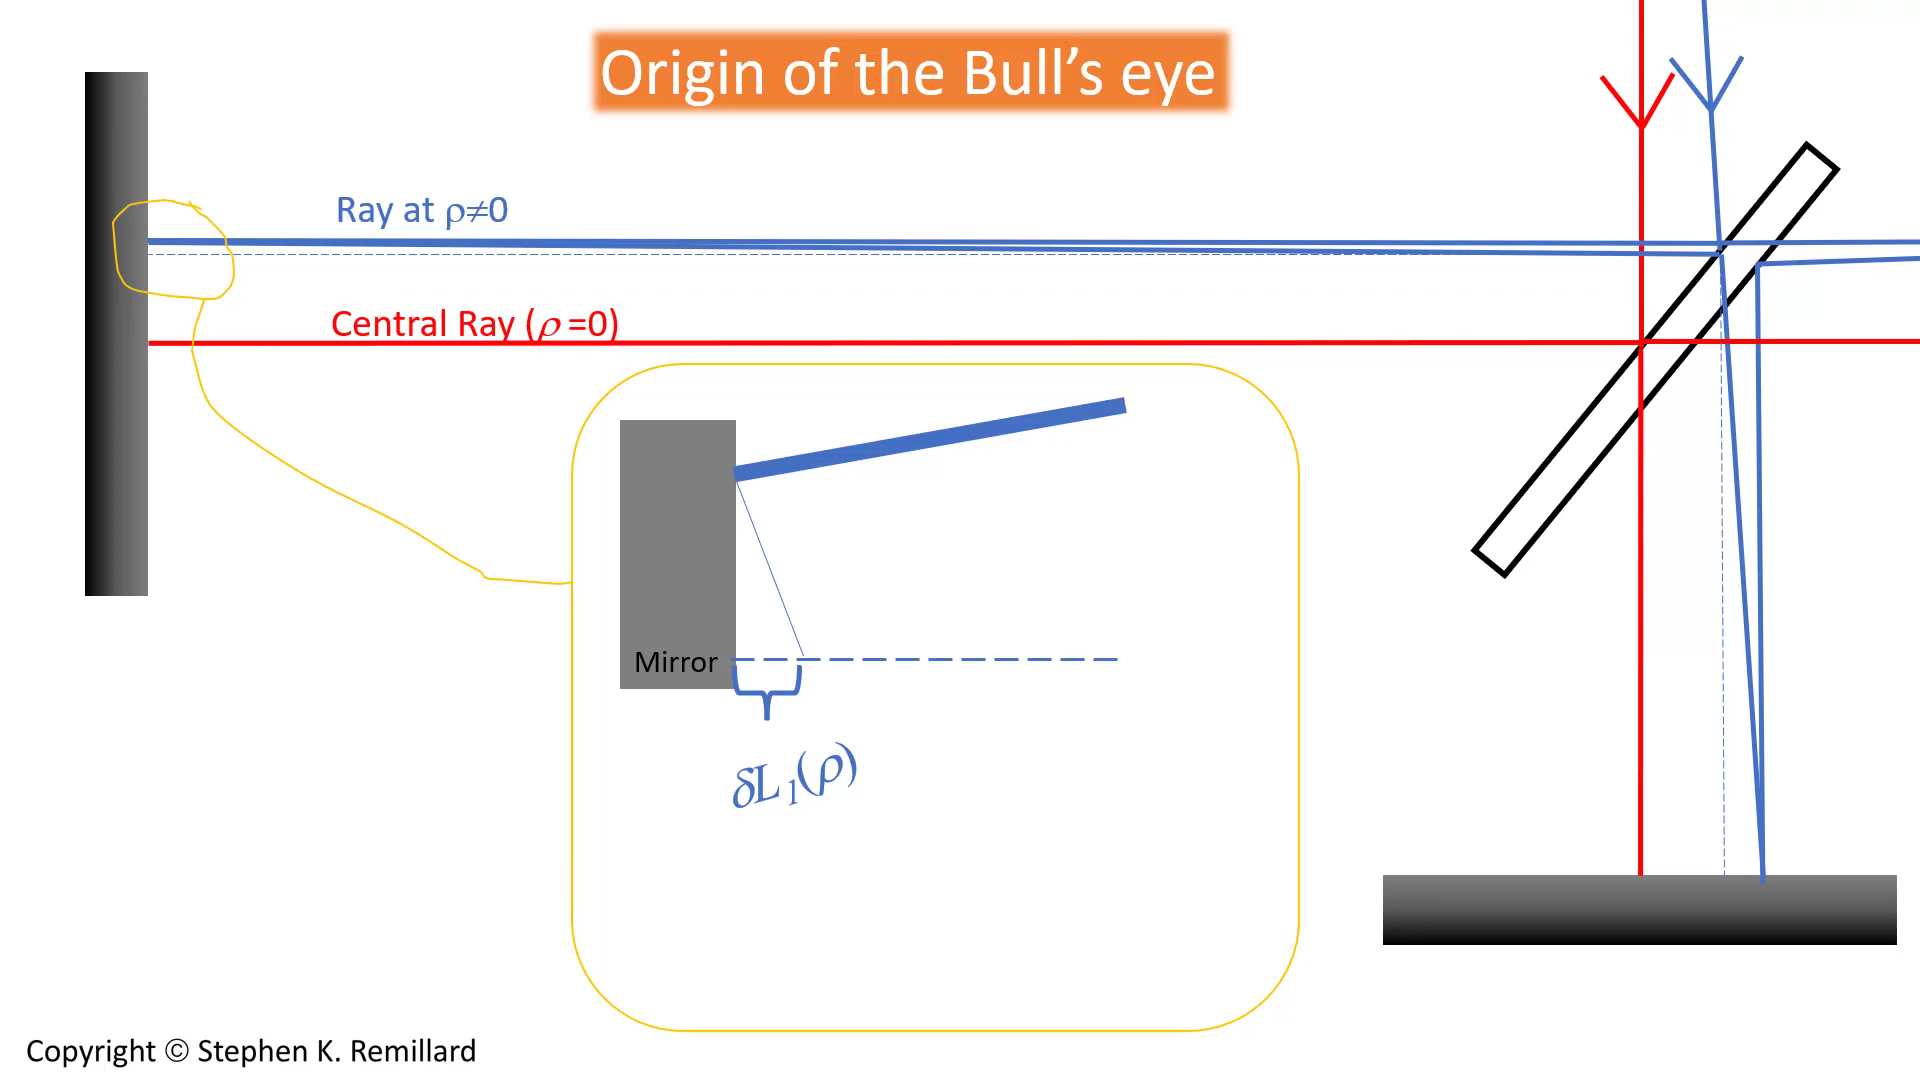 Origin of the Bull’s eye
Ray at ρ≠0
Central Ray (ρ =0)
Mirror
δL₁(ρ)
Copyright © Stephen K. Remillard